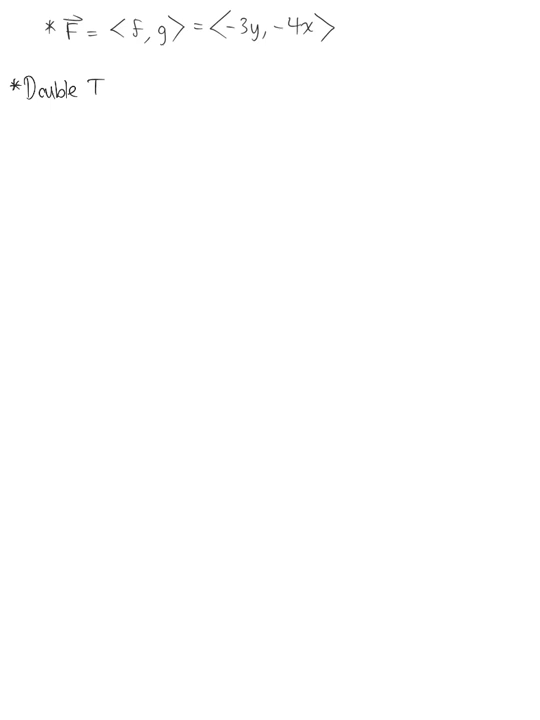 * F⃗ = <f, g> = <-3y, -4x>
*Double T